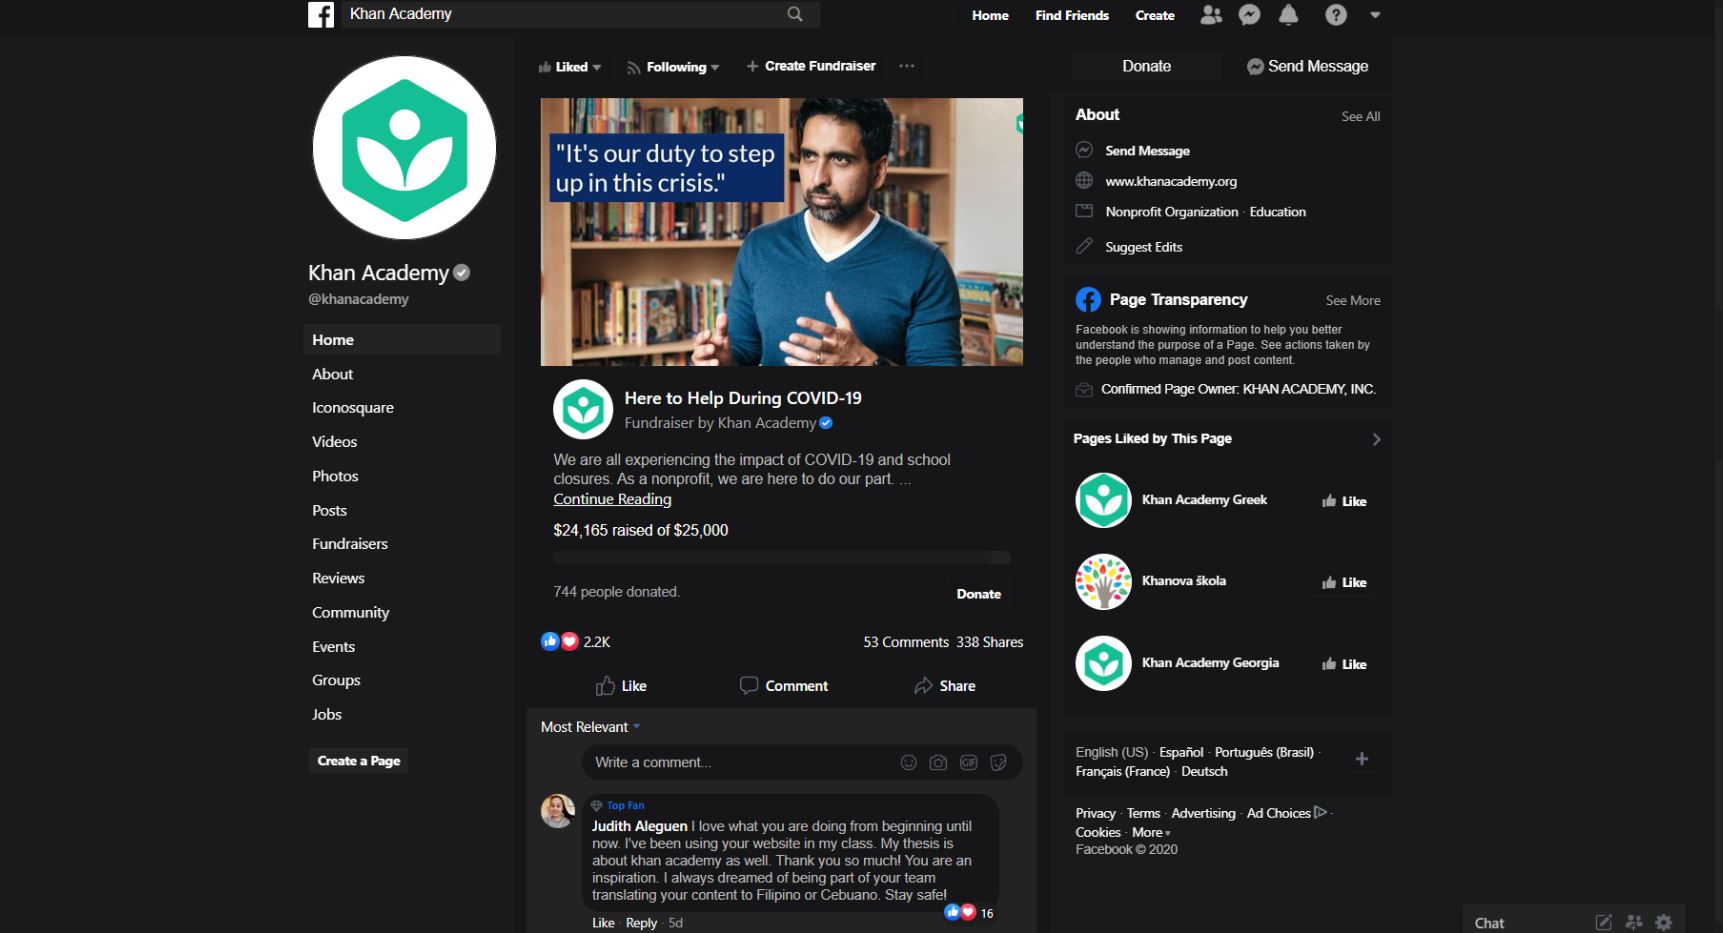 Khan Academy
Home
Find Friends
Create
Khan Academy
@khanacademy
Home
About
Iconosquare
Videos
Photos
Posts
Fundraisers
Reviews
Community
Events
Groups
Jobs
Create a Page
Liked
Following
+ Create Fundraiser
...
Donate
Send Message
"It's our duty to step
up in this crisis."
Here to Help During COVID-19
Fundraiser by Khan Academy
We are all experiencing the impact of COVID-19 and school
closures. As a nonprofit, we are here to do our part. ...
Continue Reading
$24,165 raised of $25,000
744 people donated.
Donate
2.2K
53 Comments 338 Shares
Like
Comment
Share
Most Relevant
Write a comment...
GIF
Top Fan
Judith Aleguen I love what you are doing from beginning until
now. I've been using your website in my class. My thesis is
about khan academy as well. Thank you so much! You are an
inspiration. I always dreamed of being part of your team
translating your content to Filipino or Cebuano. Stay safe!
16
Like · Reply · 5d
About
See All
Send Message
www.khanacademy.org
Nonprofit Organization · Education
Suggest Edits
Page Transparency
See More
Facebook is showing information to help you better
understand the purpose of a Page. See actions taken by
the people who manage and post content.
Confirmed Page Owner: KHAN ACADEMY, INC.
Pages Liked by This Page
Khan Academy Greek
Like
Khanova škola
Like
Khan Academy Georgia
Like
English (US) · Español · Português (Brasil) ·
Français (France) · Deutsch
Privacy · Terms · Advertising · Ad Choices ·
Cookies · More
Facebook © 2020
Chat